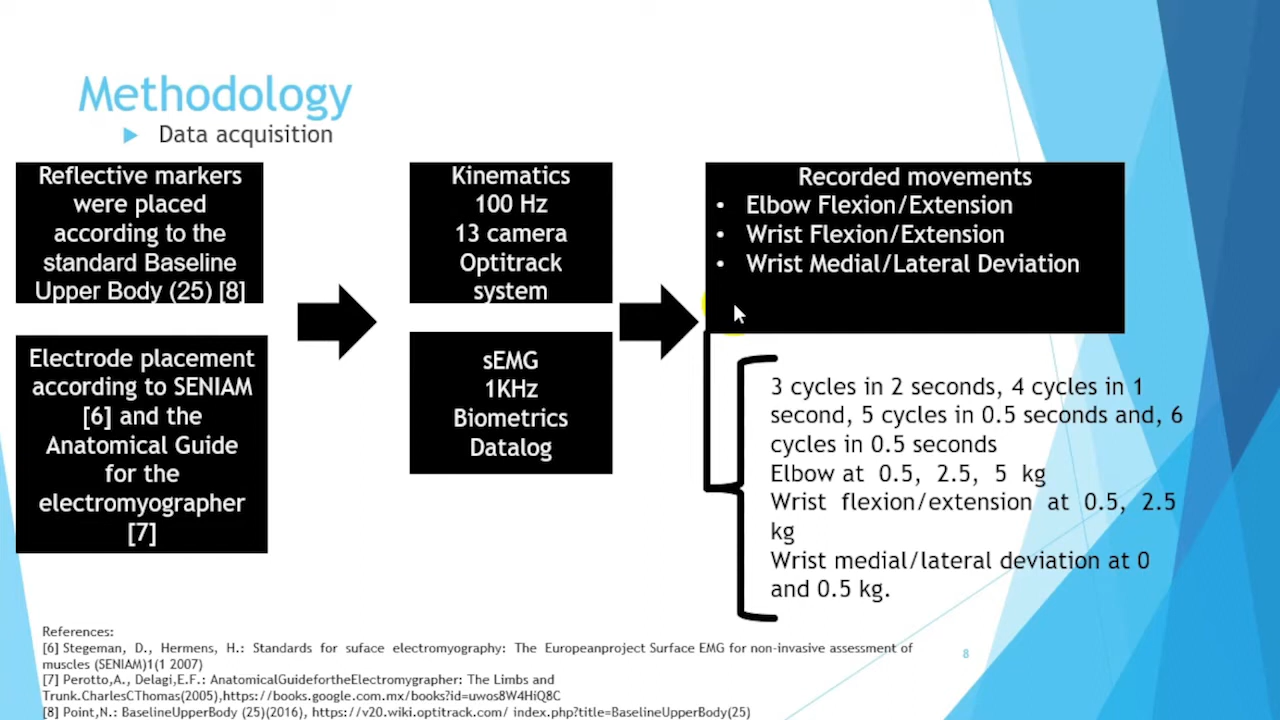 Methodology
Data acquisition
Reflective markers
were placed
according to the
standard Baseline
Upper Body (25) [8]
Electrode placement
according to SENIAM
[6] and the
Anatomical Guide
for the
electromyographer
[7]
Kinematics
100 Hz
13 camera
Optitrack
system
sEMG
1KHz
Biometrics
Datalog
Recorded movements
• Elbow Flexion/Extension
• Wrist Flexion/Extension
• Wrist Medial/Lateral Deviation
3 cycles in 2 seconds, 4 cycles in 1
second, 5 cycles in 0.5 seconds and, 6
cycles in 0.5 seconds
Elbow at 0.5, 2.5, 5 kg
Wrist flexion/extension at 0.5, 2.5
kg
Wrist medial/lateral deviation at 0
and 0.5 kg.
References:
[6] Stegeman, D., Hermens, H.: Standards for suface electromyography: The Europeanproject Surface EMG for non-invasive assessment of
muscles (SENIAM)1(1 2007)
[7] Perotto,A., Delagi,E.F.: AnatomicalGuidefortheElectromygrapher: The Limbs and
Trunk.CharlesCThomas(2005),https://books.google.com.mx/books?id=uwos8W4HiQ8C
[8] Point,N.: BaselineUpperBody (25)(2016), https://v20.wiki.optitrack.com/ index.php?title=BaselineUpperBody(25)
8